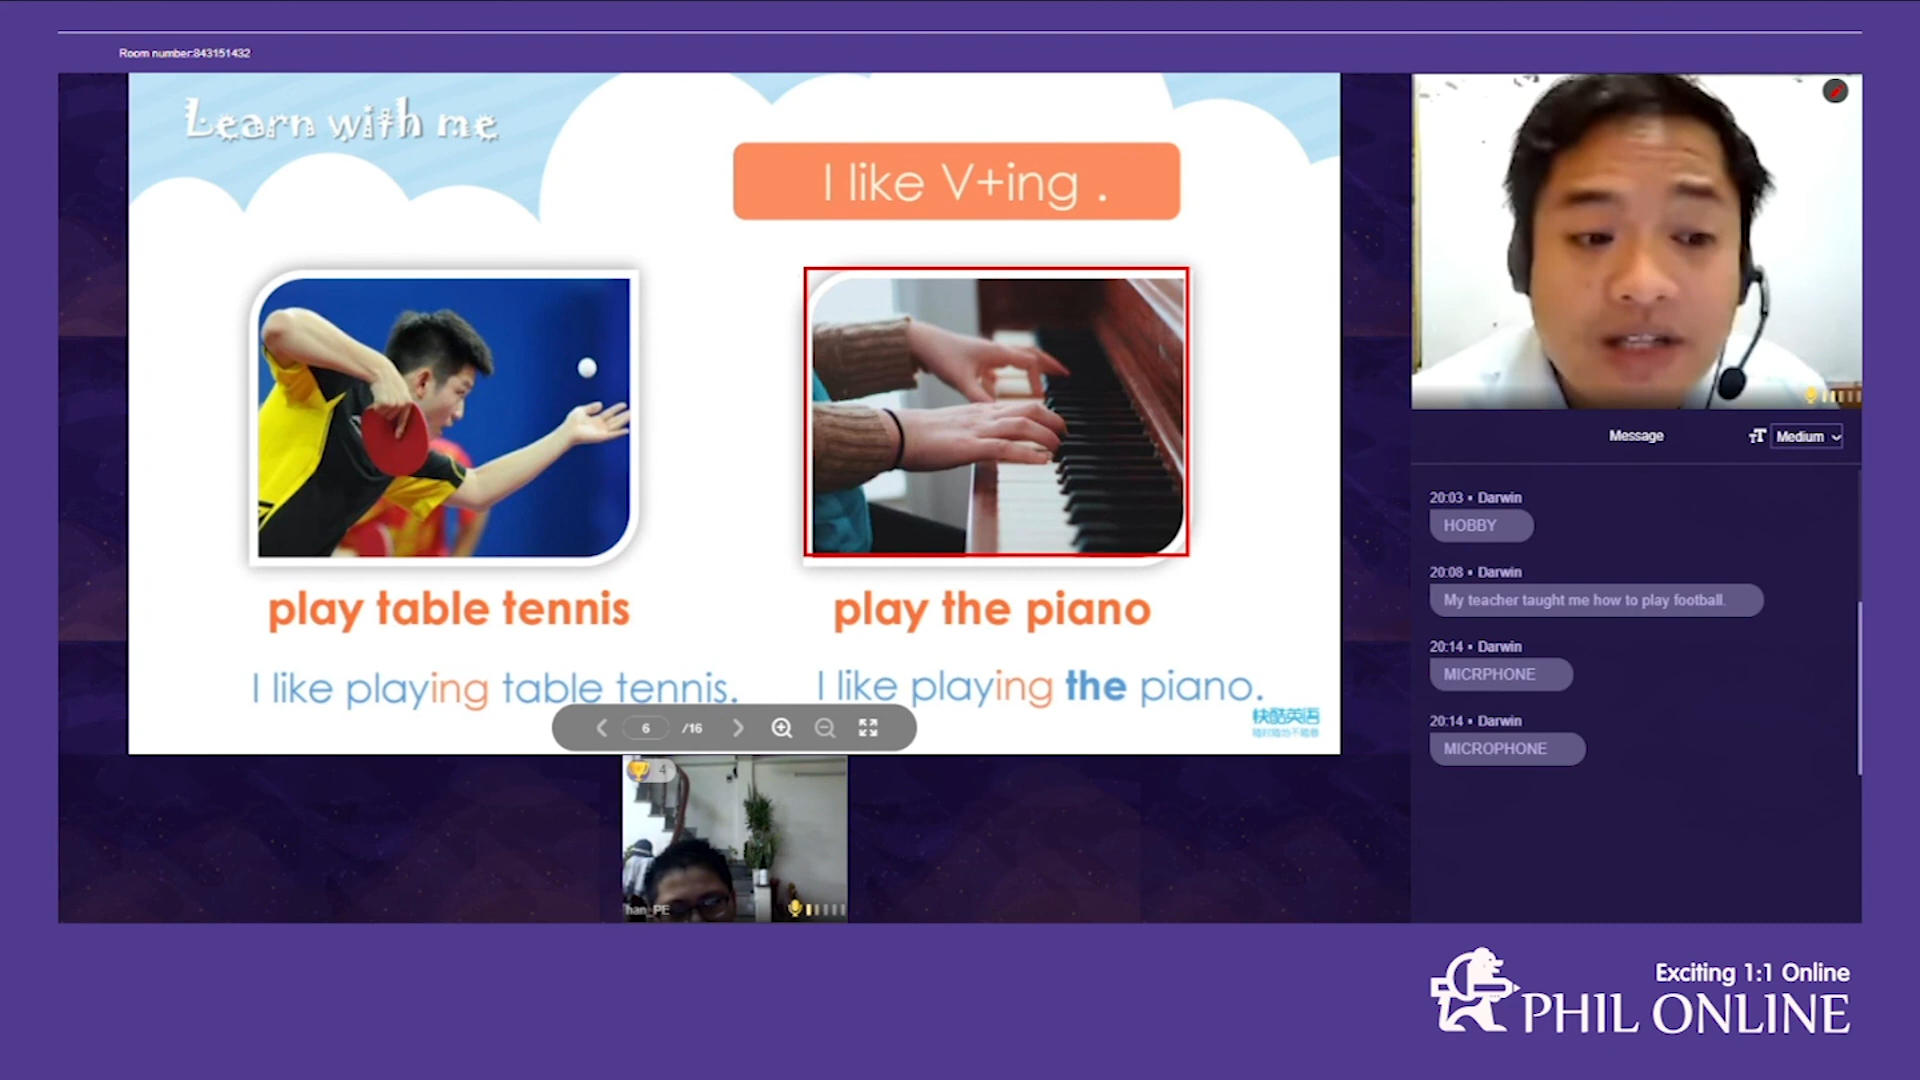 Room number:843151432
Learn with me
I like V+ing .
play table tennis
play the piano
I like playing table tennis.
I like playing the piano.
快酷英语
6 /16
4
han_PE
Message
TT Medium
20:03 • Darwin
HOBBY
20:08 • Darwin
My teacher taught me how to play football.
20:14 • Darwin
MICRPHONE
20:14 • Darwin
MICROPHONE
Exciting 1:1 Online
PHIL ONLINE